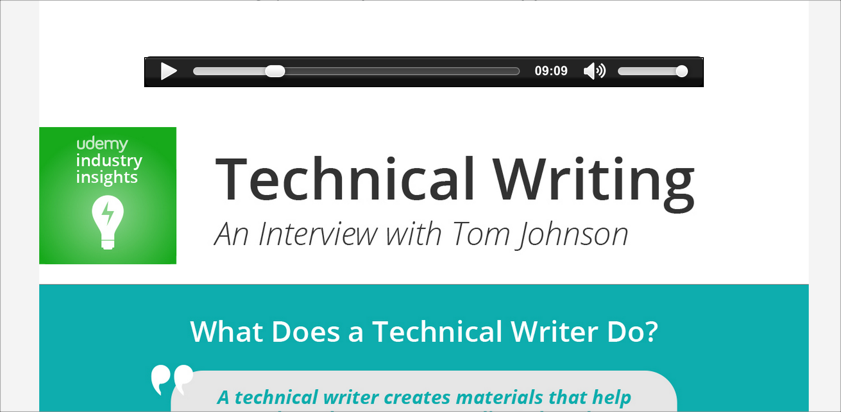 09:09
udemy
industry
insights
Technical Writing
An Interview with Tom Johnson
What Does a Technical Writer Do?
A technical writer creates materials that help